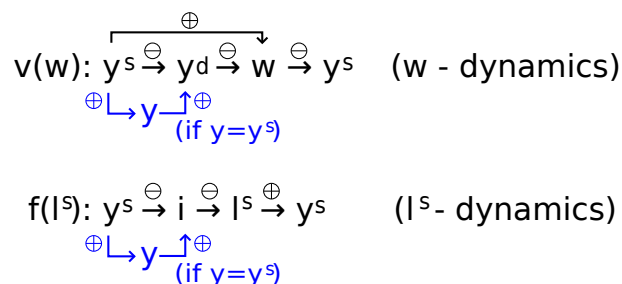 ⊕
v(w): yˢ ⊖→ yᵈ ⊖→ w ⊖→ yˢ (w - dynamics)
⊕ y ⊕
(if y=yˢ)
f(lˢ): yˢ ⊖→ i ⊖→ lˢ ⊕→ yˢ (lˢ - dynamics)
⊕ y ⊕
(if y=yˢ)